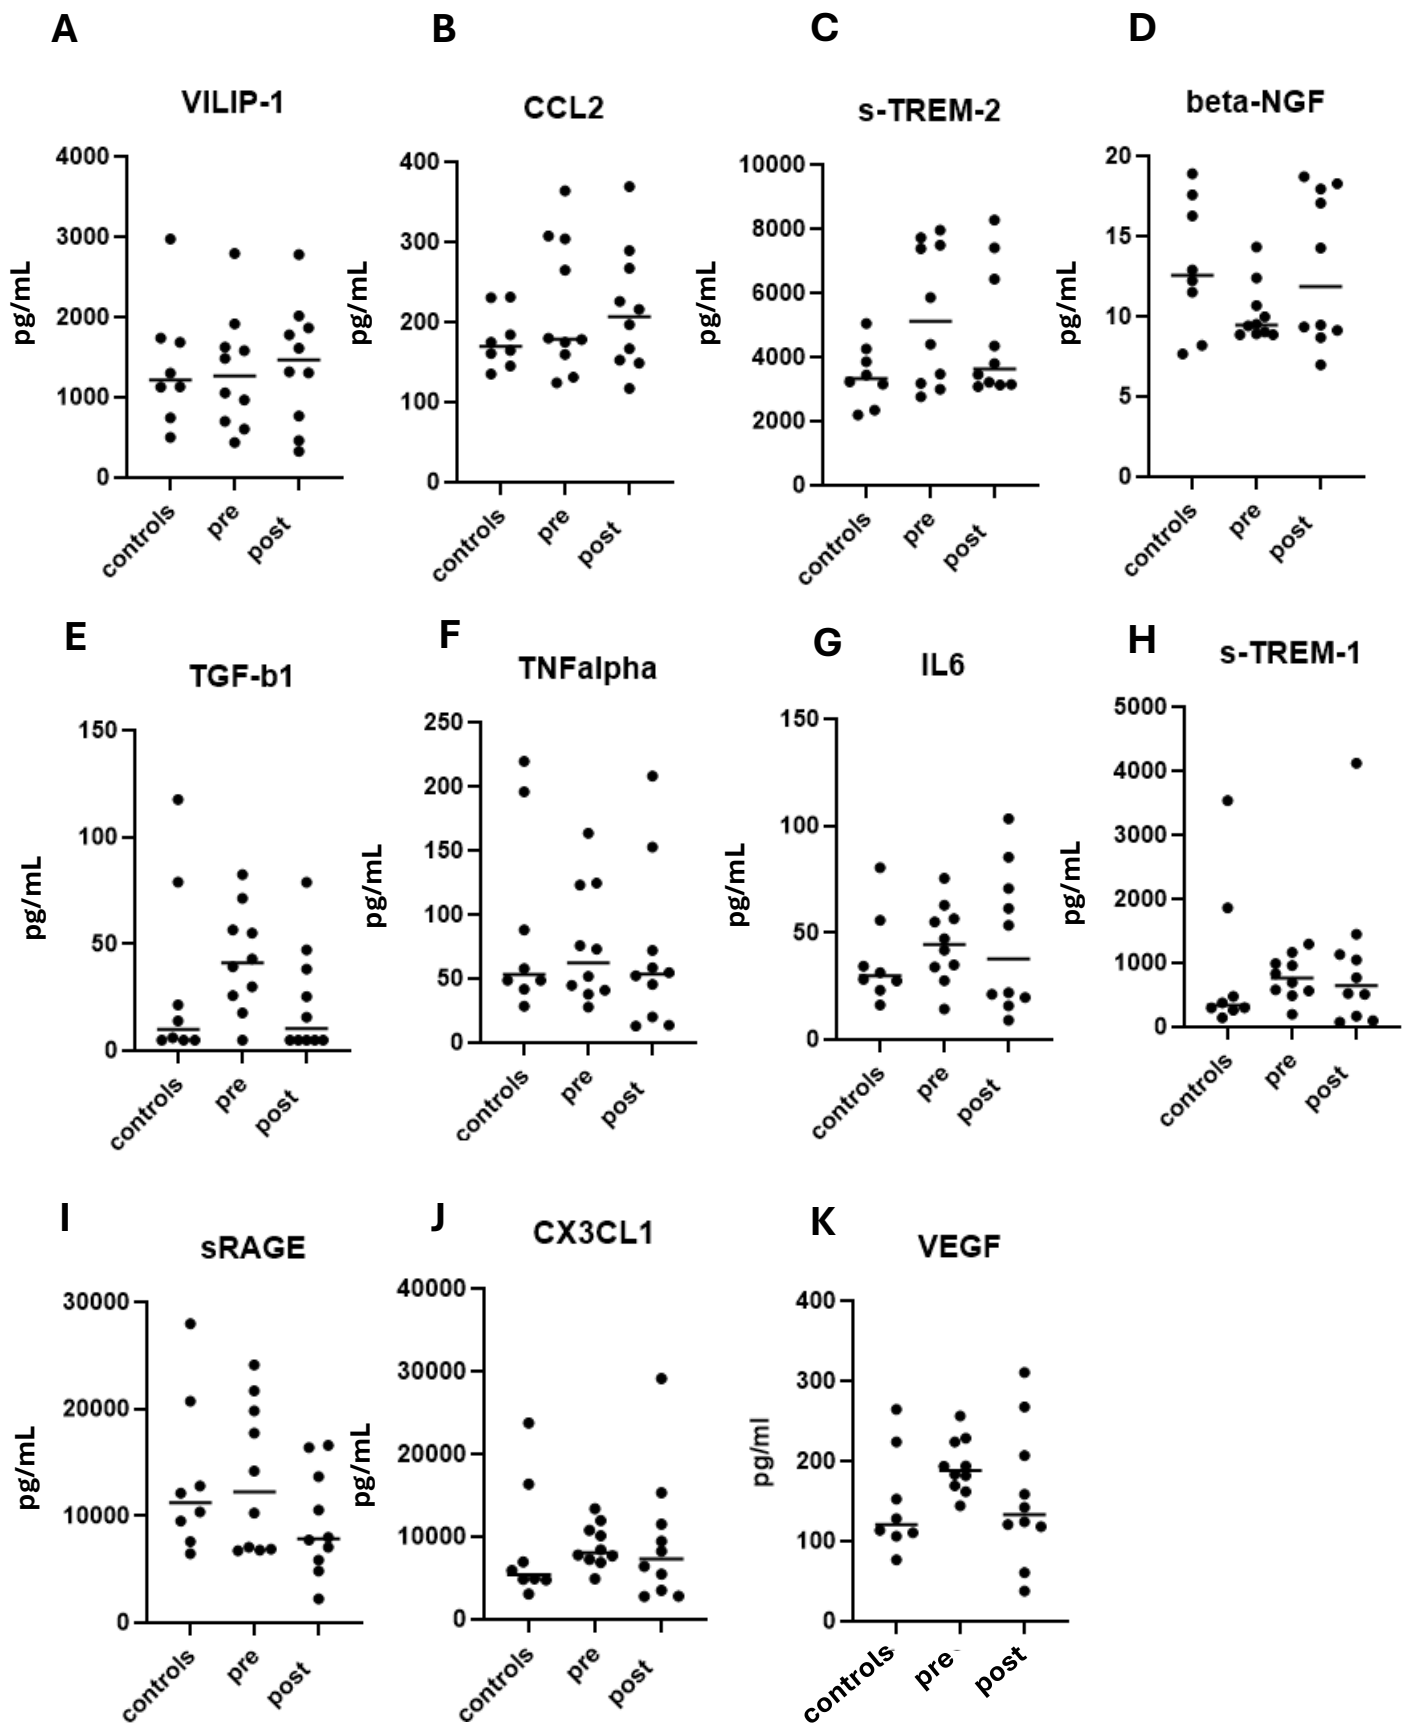 A
B
C
D
VILIP-1
CCL2
s-TREM-2
beta-NGF
pg/mL
4000
3000
2000
1000
0
controls
pre
post
pg/mL
400
300
200
100
0
controls
pre
post
pg/mL
10000
8000
6000
4000
2000
0
controls
pre
post
pg/mL
20
15
10
5
0
controls
pre
post
E
F
G
H
TGF-b1
TNFalpha
IL6
s-TREM-1
pg/mL
150
100
50
0
controls
pre
post
pg/mL
250
200
150
100
50
0
controls
pre
post
pg/mL
150
100
50
0
controls
pre
post
pg/mL
5000
4000
3000
2000
1000
0
controls
pre
post
I
J
K
sRAGE
CX3CL1
VEGF
pg/mL
30000
20000
10000
0
controls
pre
post
pg/mL
40000
30000
20000
10000
0
controls
pre
post
pg/ml
400
300
200
100
0
controls
pre
post